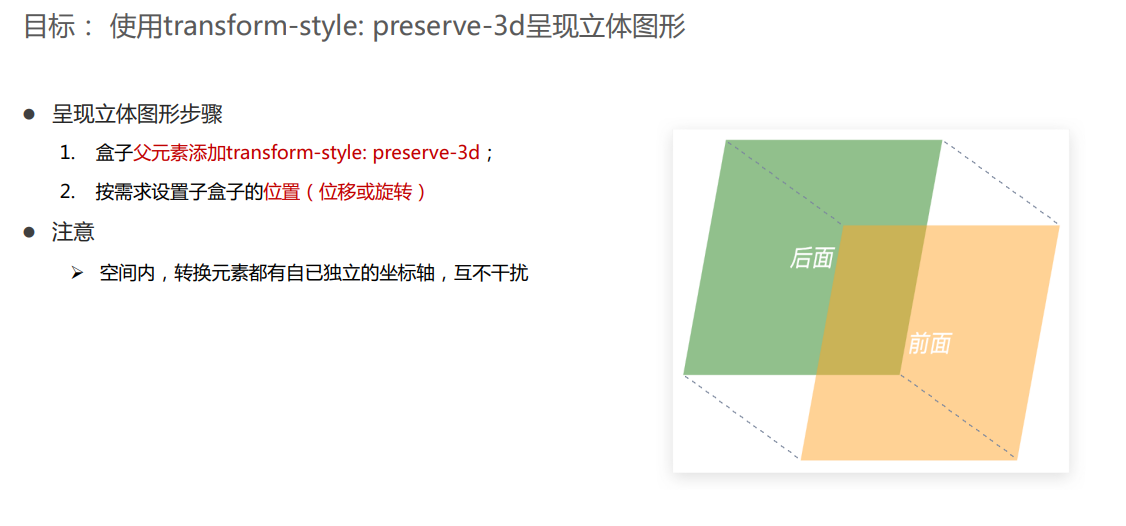 目标： 使用transform-style: preserve-3d呈现立体图形
● 呈现立体图形步骤
1. 盒子父元素添加transform-style: preserve-3d；
2. 按需求设置子盒子的位置（位移或旋转）
● 注意
➢ 空间内，转换元素都有自已独立的坐标轴，互不干扰
后面
前面